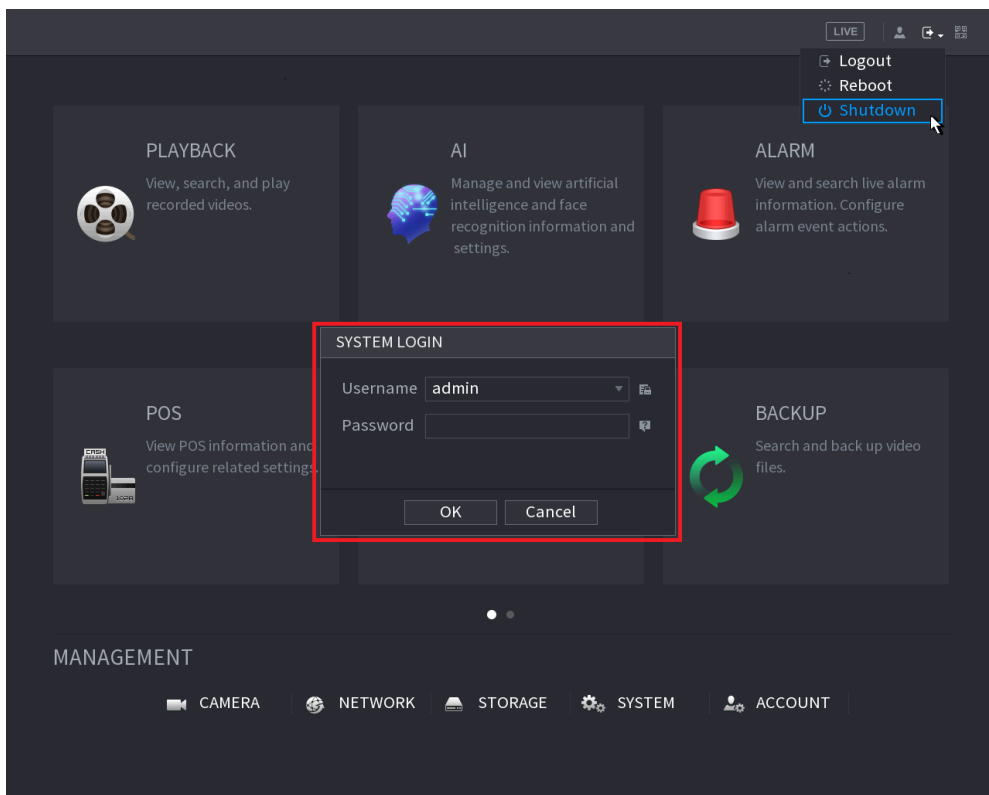 LIVE
Logout
Reboot
Shutdown
PLAYBACK
View, search, and play
recorded videos.
AI
Manage and view artificial
intelligence and face
recognition information and
settings.
ALARM
View and search live alarm
information. Configure
alarm event actions.
SYSTEM LOGIN
Username admin
Password
OK Cancel
POS
View POS information and
configure related settings.
CASH
BACKUP
Search and back up video
files.
MANAGEMENT
CAMERA NETWORK STORAGE SYSTEM ACCOUNT